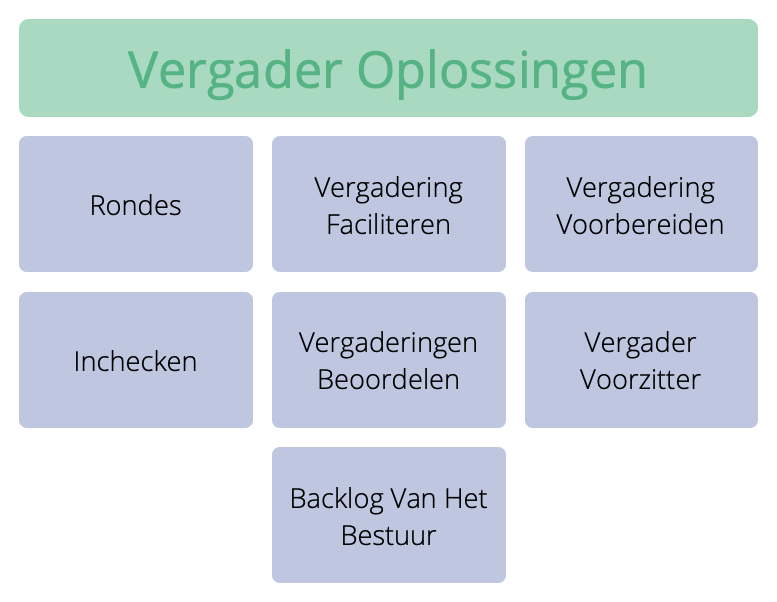 Vergader Oplossingen
Rondes
Vergadering
Faciliteren
Vergadering
Voorbereiden
Inchecken
Vergaderingen
Beoordelen
Vergader
Voorzitter
Backlog Van Het
Bestuur